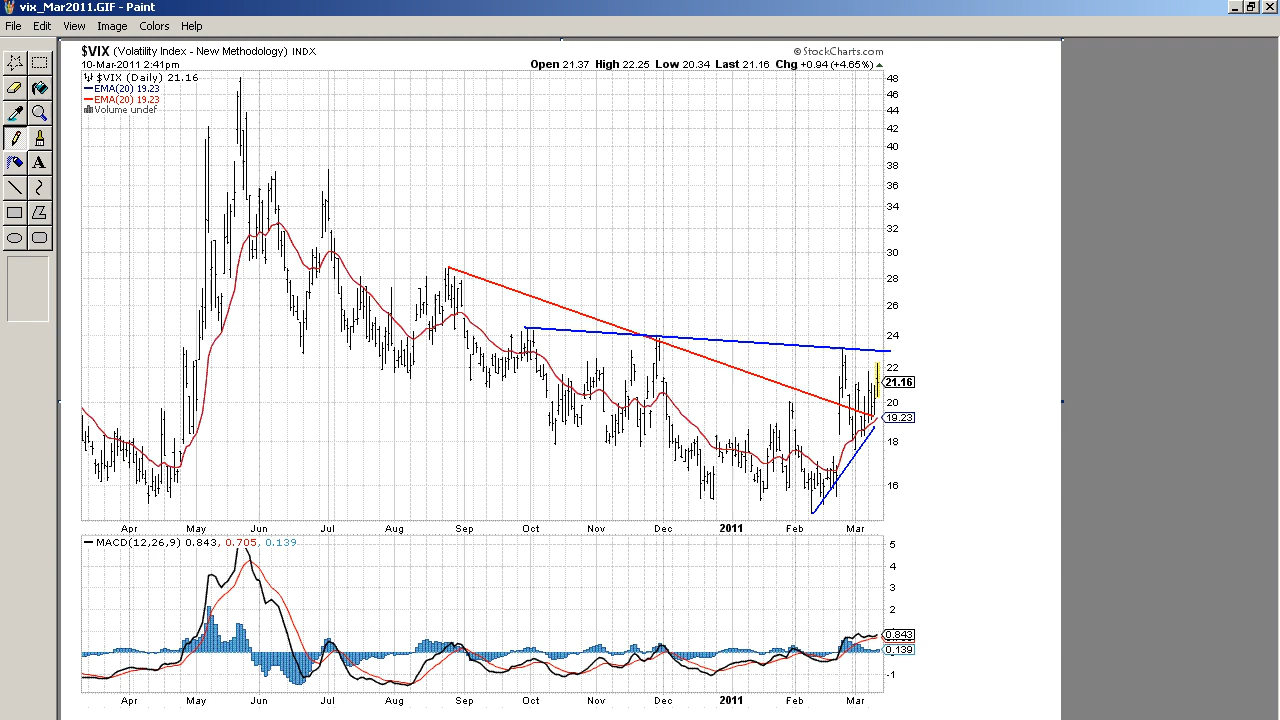 vix_Mar2011.GIF - Paint
File Edit View Image Colors Help
$VIX (Volatility Index - New Methodology) INDX
© StockCharts.com
10-Mar-2011 2:41pm
Open 21.37 High 22.25 Low 20.34 Last 21.16 Chg +0.94 (+4.65%)
$VIX (Daily) 21.16
EMA(20) 19.23
EMA(20) 19.23
Volume undef
48
46
44
42
40
38
36
34
32
30
28
26
24
22
21.16
20
19.23
18
16
Apr May Jun Jul Aug Sep Oct Nov Dec 2011 Feb Mar
MACD(12,26,9) 0.843, 0.705, 0.139
5
4
3
2
0.843
0.139
-1
Apr May Jun Jul Aug Sep Oct Nov Dec 2011 Feb Mar
A